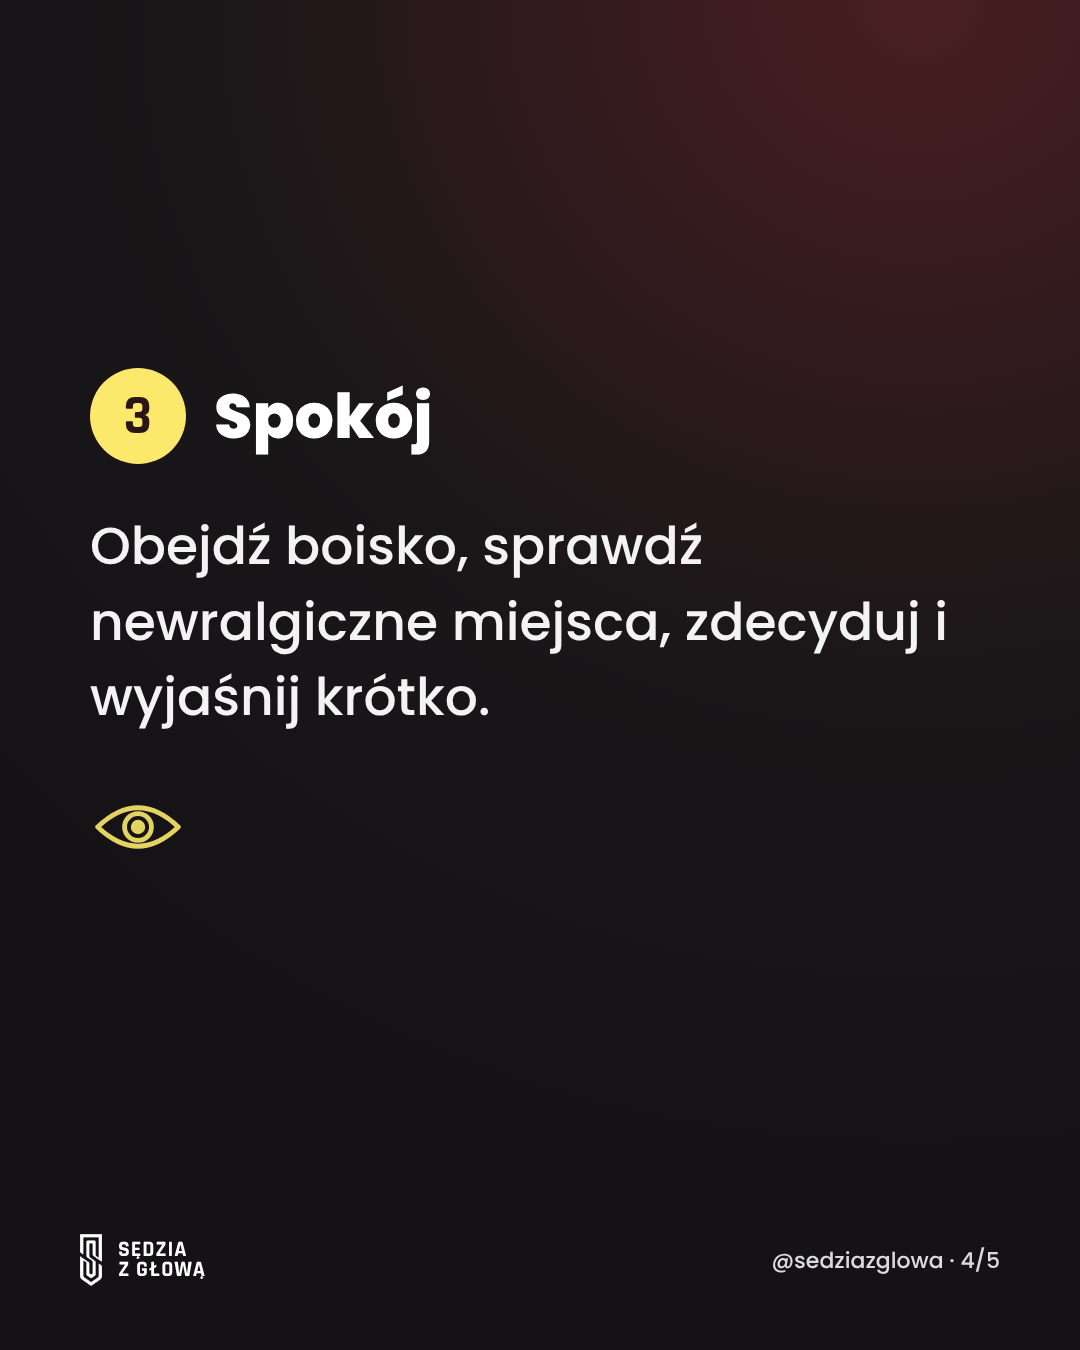 3 Spokój
Obejdź boisko, sprawdź
newralgiczne miejsca, zdecyduj i
wyjaśnij krótko.
SĘDZIA
Z GŁOWĄ
@sedziazglowa · 4/5